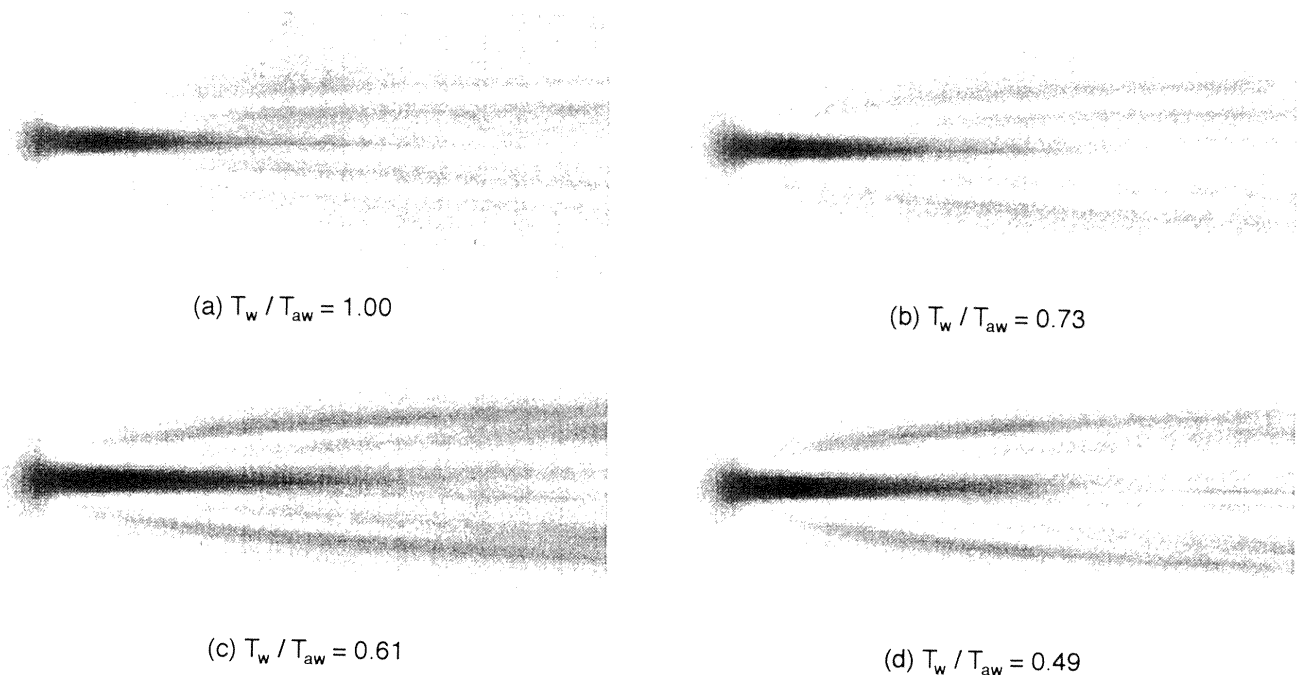 (a) T_w / T_aw = 1.00
(b) T_w / T_aw = 0.73
(c) T_w / T_aw = 0.61
(d) T_w / T_aw = 0.49